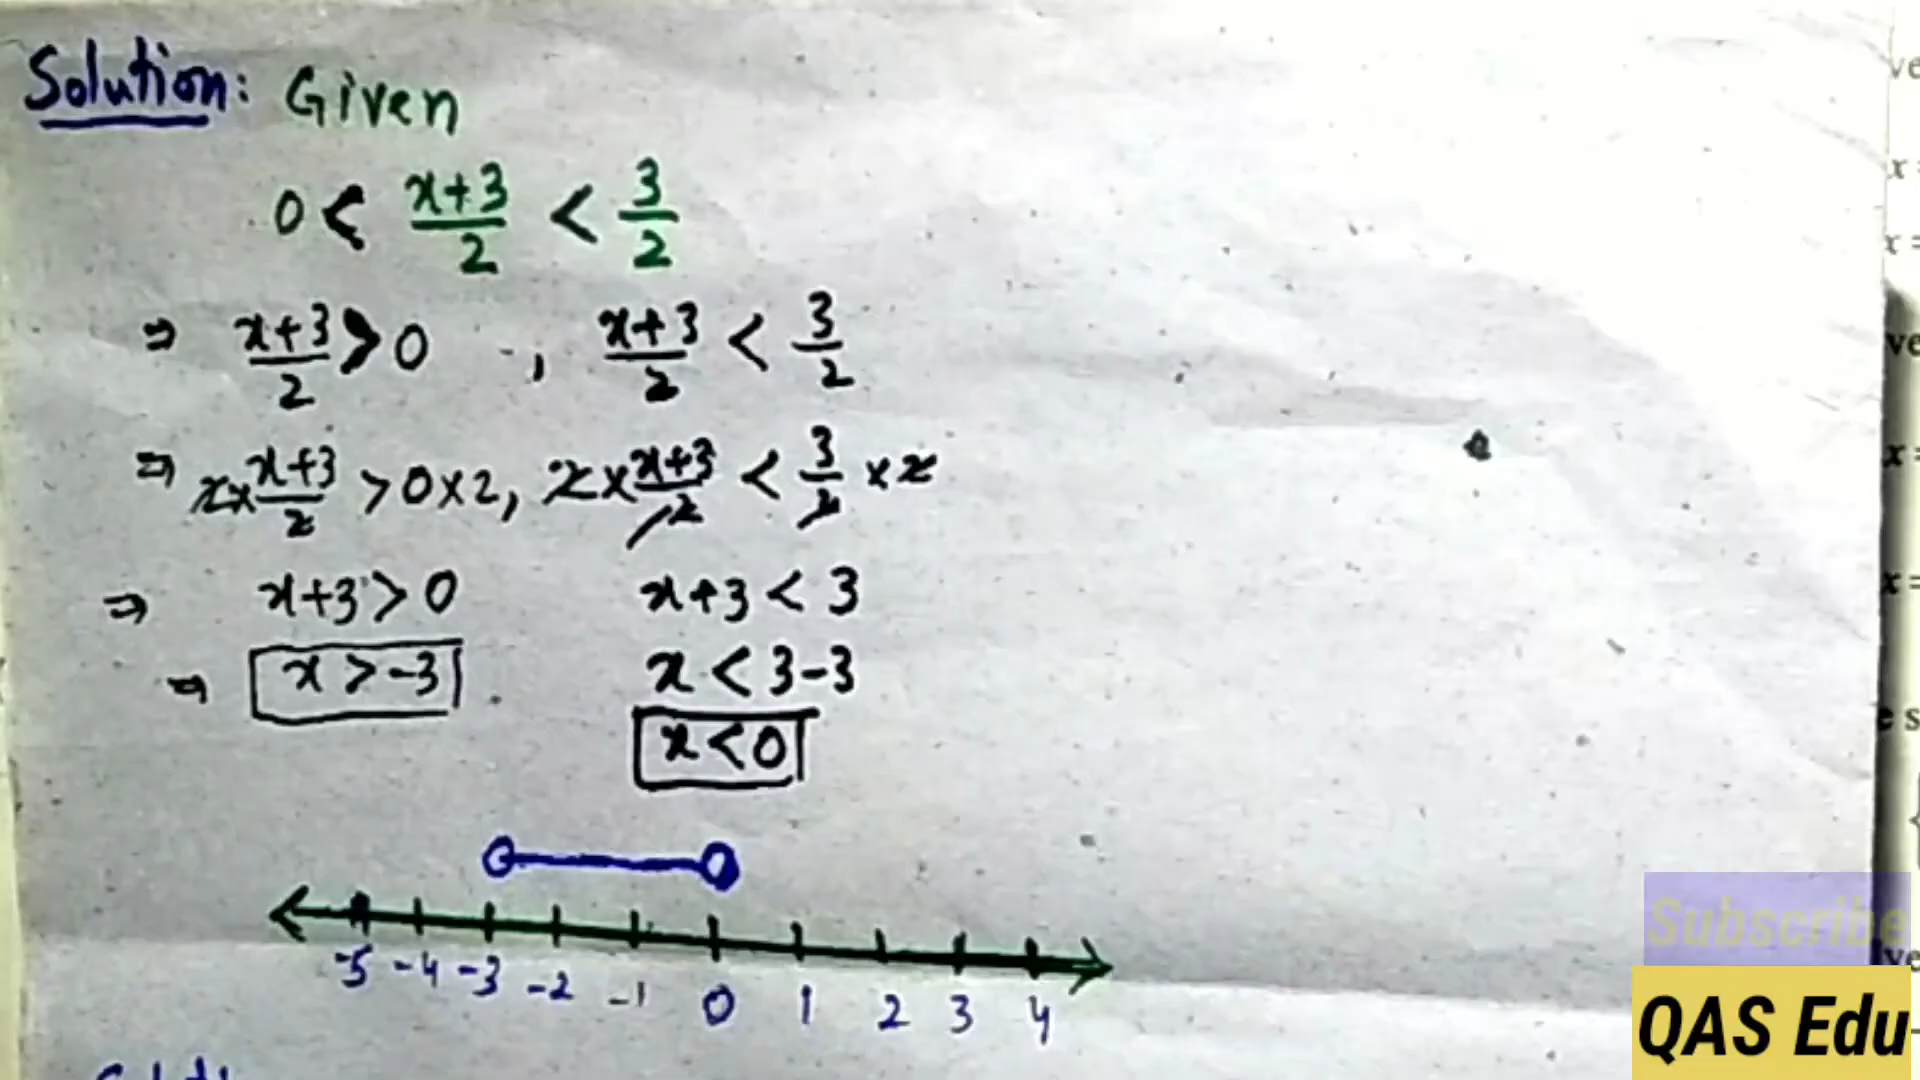 Solution: Given
0 < x+3/2 < 3/2
⇒ x+3/2 > 0 , x+3/2 < 3/2
⇒ 2×x+3/2 > 0×2, 2×x+3/2 < 3/2 ×2
⇒ x+3 > 0 x+3 < 3
⇒ x > -3 x < 3-3
x < 0
-5 -4 -3 -2 -1 0 1 2 3 4
Subscribe
QAS Edu